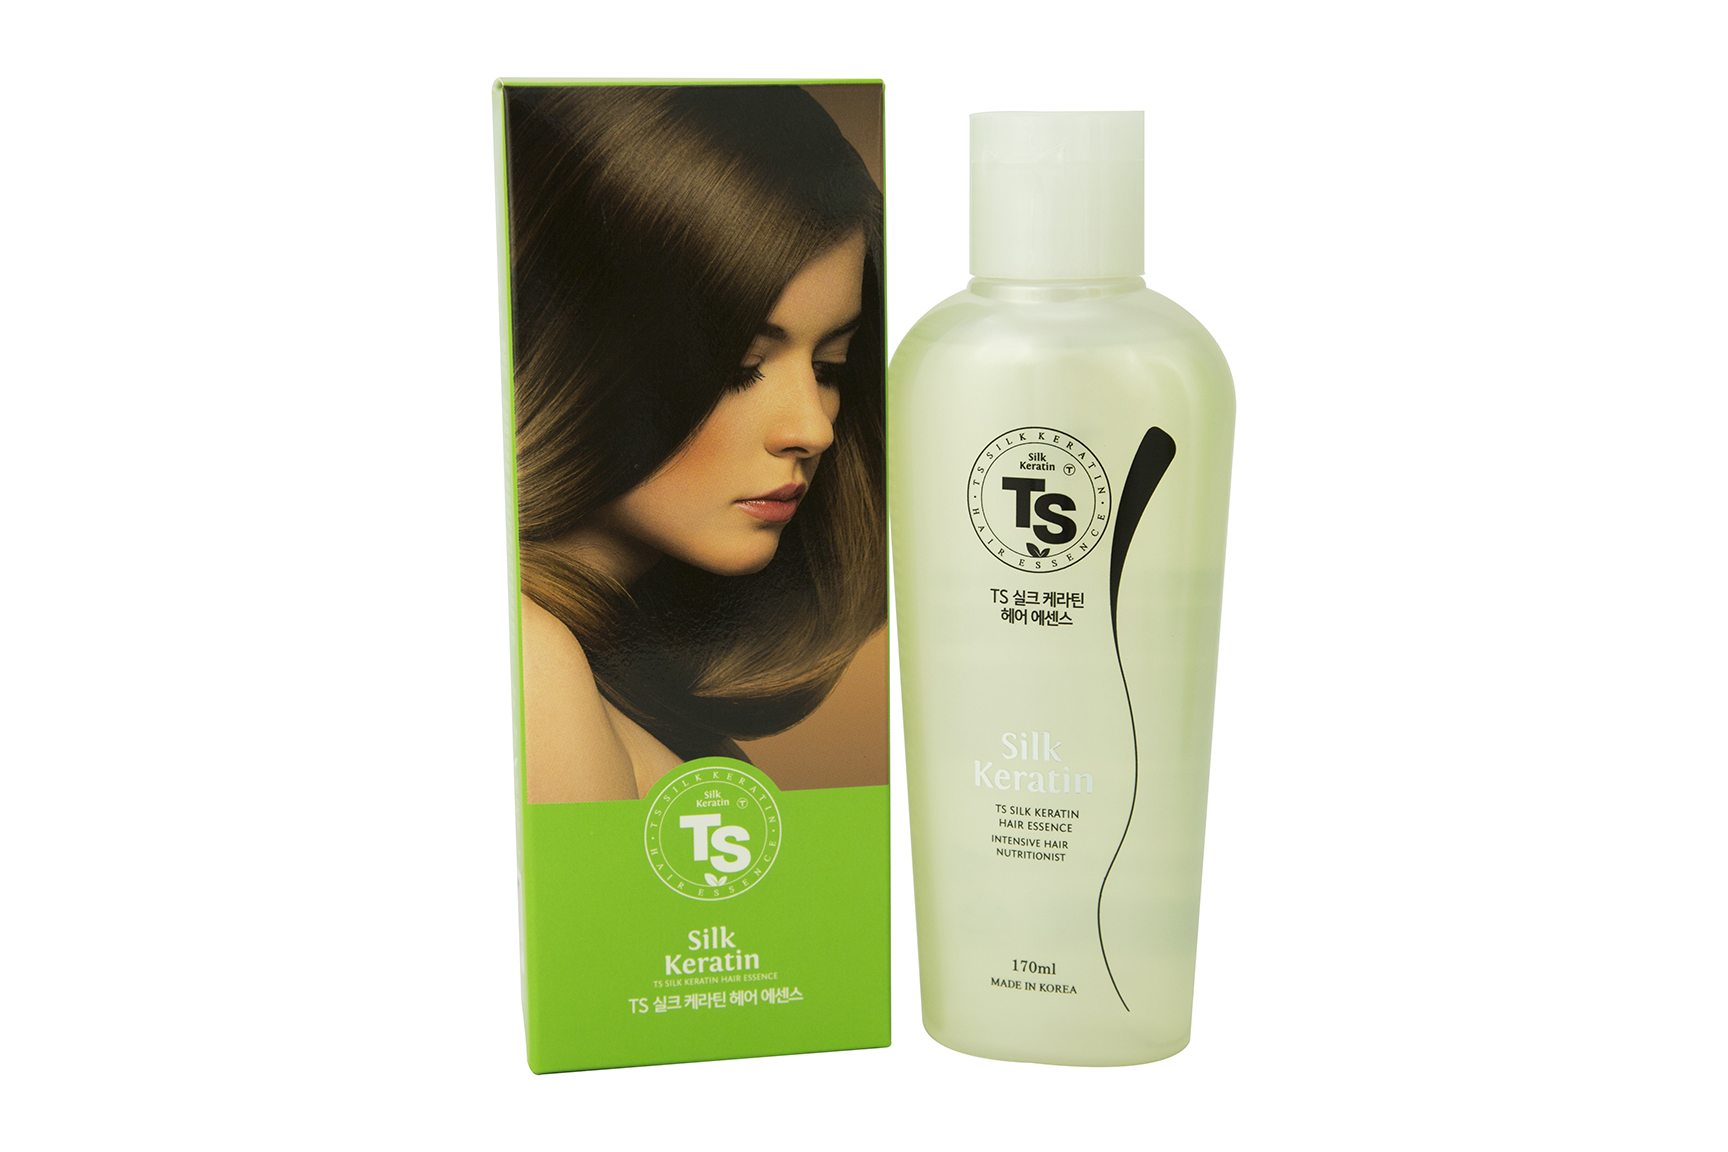 TS SILK KERATIN · HAIR ESSENCE ·
Silk
Keratin T
TS
Silk
Keratin
TS SILK KERATIN HAIR ESSENCE
TS 실크 케라틴 헤어 에센스
TS SILK KERATIN · HAIR ESSENCE ·
Silk
Keratin T
TS
TS 실크 케라틴
헤어 에센스
Silk
Keratin
TS SILK KERATIN
HAIR ESSENCE
INTENSIVE HAIR
NUTRITIONIST
170ml
MADE IN KOREA